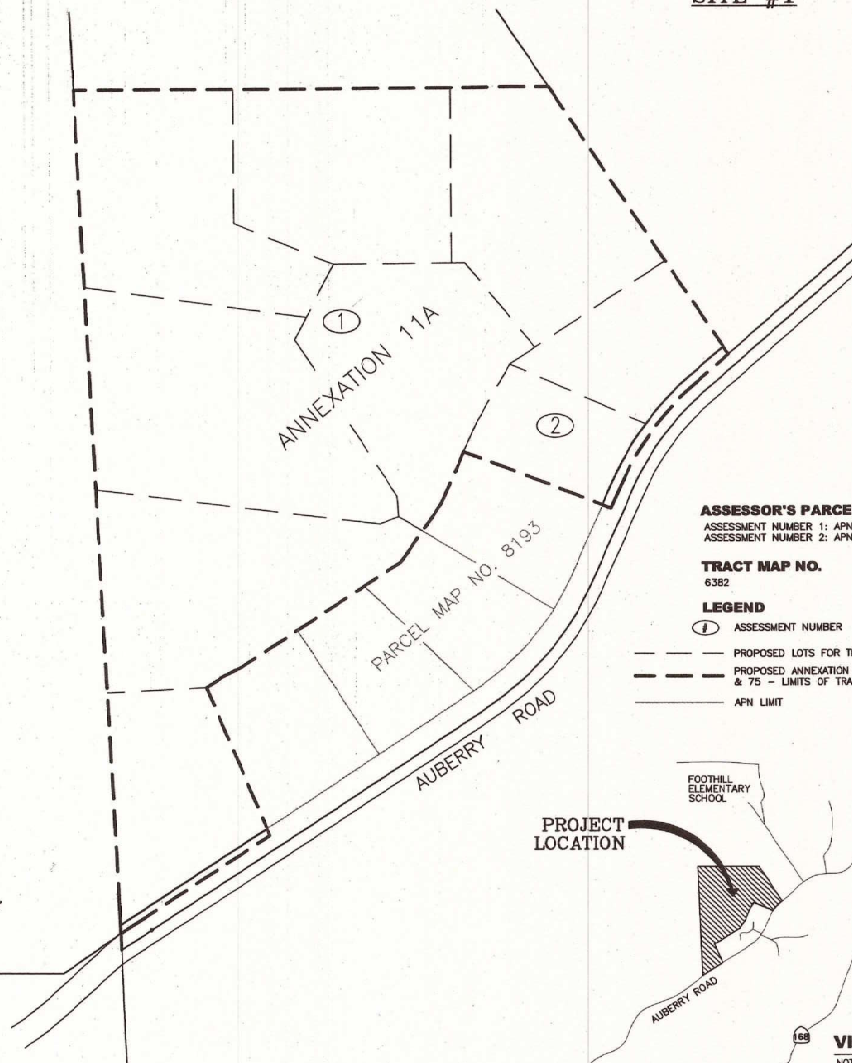 SITE #1
1
ANNEXATION 11A
2
PARCEL MAP NO. 8193
AUBERRY ROAD
ASSESSOR'S PARCE
ASSESSMENT NUMBER 1: APN
ASSESSMENT NUMBER 2: APN
TRACT MAP NO.
6382
LEGEND
# ASSESSMENT NUMBER
PROPOSED LOTS FOR
PROPOSED ANNEXATION
& 75 - LIMITS OF TRA
APN LIMIT
FOOTHILL
ELEMENTARY
SCHOOL
PROJECT
LOCATION
AUBERRY ROAD
168
VI